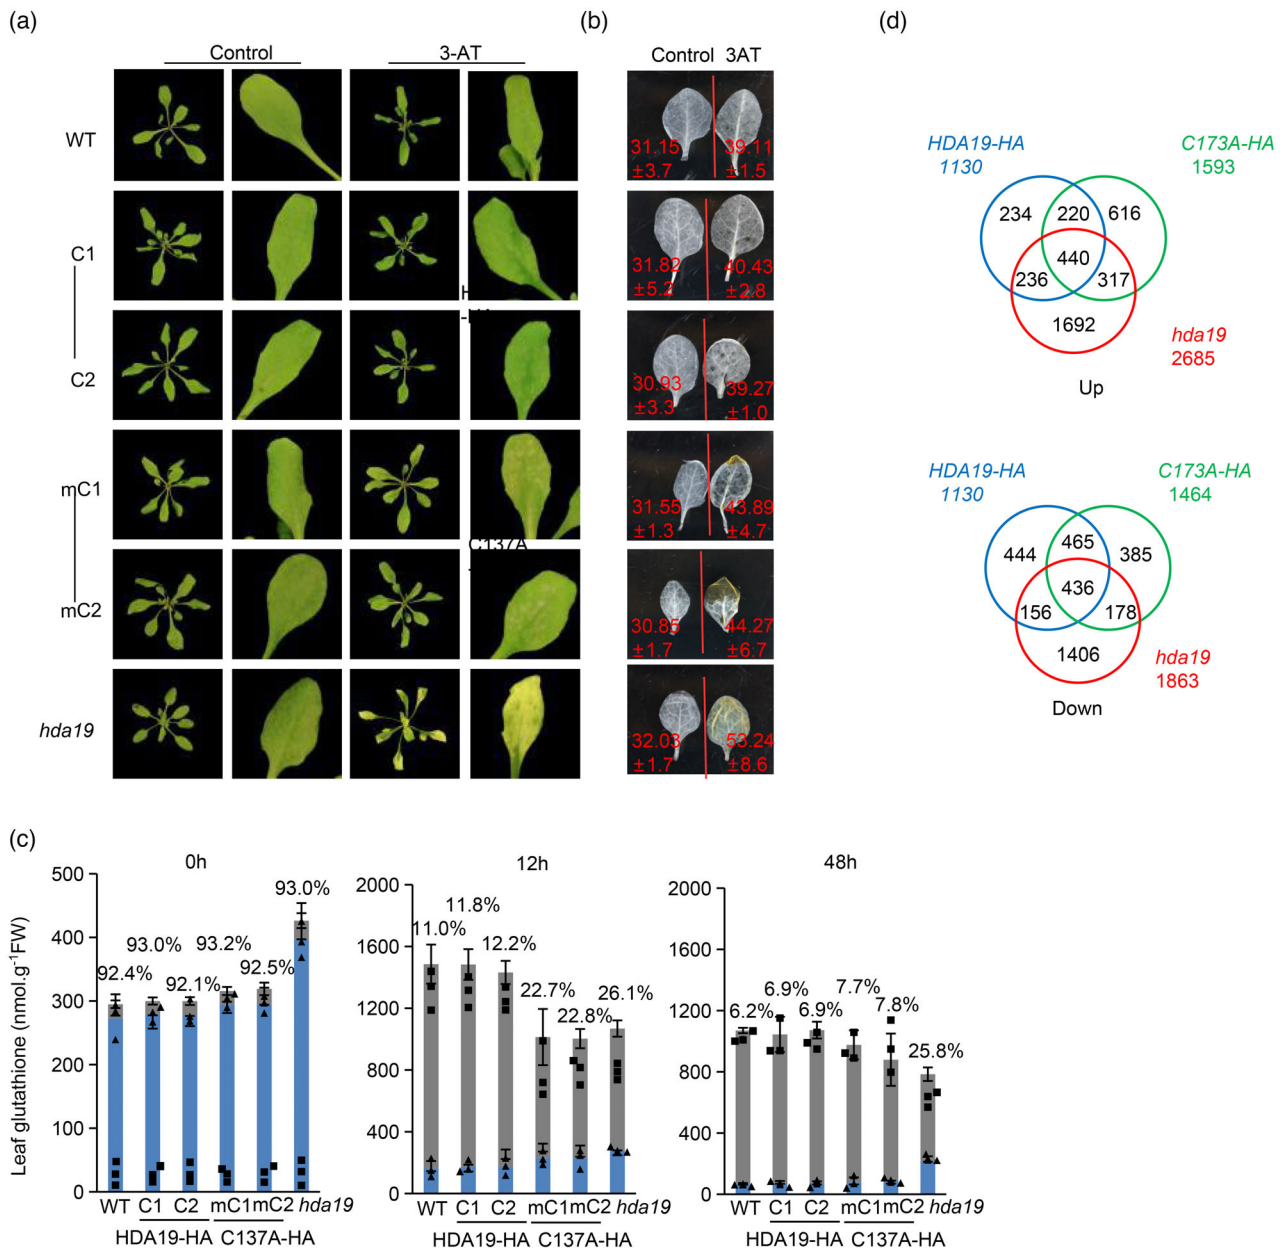 (a)
Control
3-AT
WT
C1
C2
mC1
C137A
mC2
hda19
(b)
Control 3AT
31.15
±3.7
39.11
±1.5
31.82
±5.2
40.43
±2.8
30.93
±3.3
39.27
±1.0
31.55
±1.3
43.89
±4.7
30.85
±1.7
44.27
±6.7
32.03
±1.7
53.24
±8.6
(d)
HDA19-HA
1130
C173A-HA
1593
234
220
616
440
236
317
1692
hda19
2685
Up
HDA19-HA
1130
C173A-HA
1464
444
465
385
436
156
178
1406
hda19
1863
Down
(c)
Leaf glutathione (nmol.g⁻¹FW)
0h
500
400
300
200
100
0
92.4%
93.0%
92.1%
93.2%
92.5%
93.0%
WT C1 C2 mC1 mC2 hda19
HDA19-HA C137A-HA
12h
2000
1600
1200
800
400
0
11.0%
11.8%
12.2%
22.7%
22.8%
26.1%
WT C1 C2 mC1 mC2 hda19
HDA19-HA C137A-HA
48h
2000
1600
1200
800
400
0
6.2%
6.9%
6.9%
7.7%
7.8%
25.8%
WT C1 C2 mC1 mC2 hda19
HDA19-HA C137A-HA